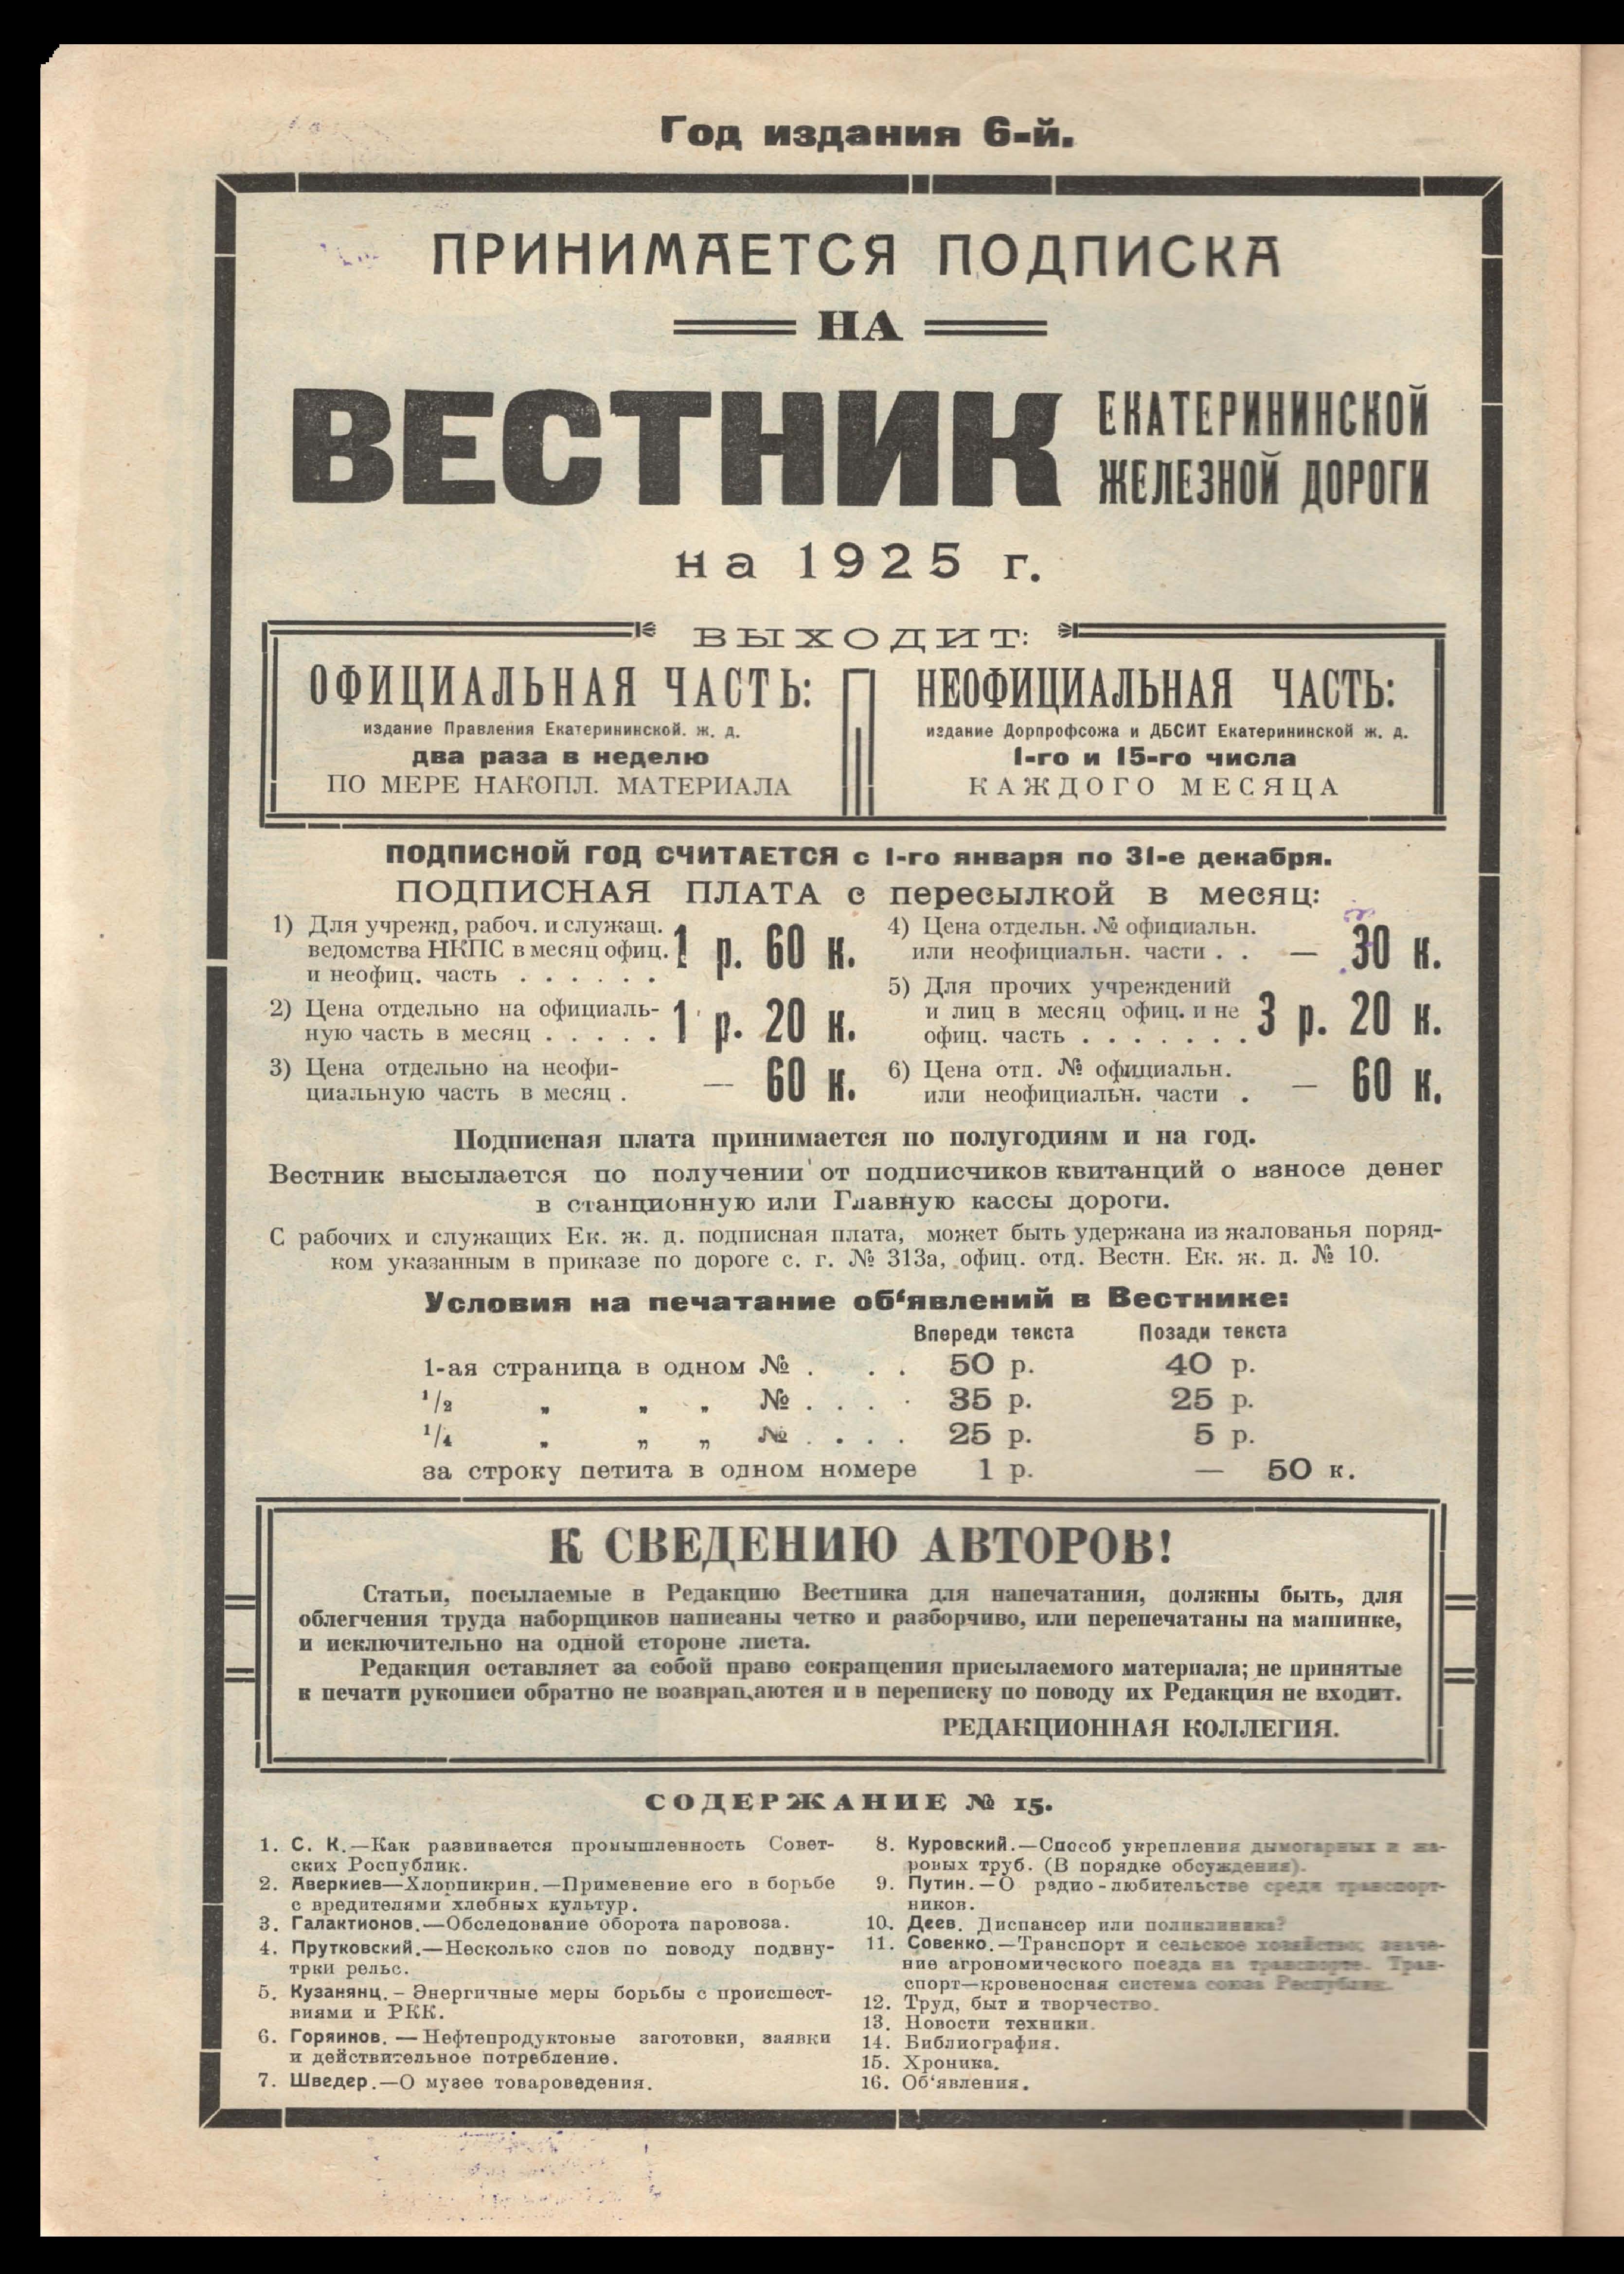 Год издания 6-й.
ПРИНИМАЕТСЯ ПОДПИСКА
НА
ВЕСТНИК ЕКАТЕРИНИНСКОЙ
ЖЕЛЕЗНОЙ ДОРОГИ
на 1925 г.
ВЫХОДИТ:
ОФИЦИАЛЬНАЯ ЧАСТЬ:
издание Правления Екатерининской. ж. д.
два раза в неделю
ПО МЕРЕ НАКОПЛ. МАТЕРИАЛА
НЕОФИЦИАЛЬНАЯ ЧАСТЬ:
издание Дорпрофсожа и ДБСИТ Екатерининской ж. д.
1-го и 15-го числа
КАЖДОГО МЕСЯЦА
ПОДПИСНОЙ ГОД СЧИТАЕТСЯ с 1-го января по 31-е декабря.
ПОДПИСНАЯ ПЛАТА с пересылкой в месяц:
1) Для учрежд, рабоч. и служащ.
ведомства НКПС в месяц офиц.
и неофиц. часть . . . . . . 1 р. 60 к.
2) Цена отдельно на официаль-
ную часть в месяц . . . . . 1 р. 20 к.
3) Цена отдельно на неофи-
циальную часть в месяц . — 60 к.
4) Цена отдельн. № официальн.
или неофициальн. части . . — 30 к.
5) Для прочих учреждений
и лиц в месяц офиц. и не
офиц. часть . . . . . . . 3 р. 20 к.
6) Цена отд. № официальн.
или неофициальн. части . — 60 к.
Подписная плата принимается по полугодиям и на год.
Вестник высылается по получении от подписчиков квитанций о взносе денег
в станционную или Главную кассы дороги.
С рабочих и служащих Ек. ж. д. подписная плата, может быть удержана из жалованья поряд-
ком указанным в приказе по дороге с. г. № 313а, офиц. отд. Вестн. Ек. ж. д. № 10.
Условия на печатание об‘явлений в Вестнике:
Впереди текста Позади текста
1-ая страница в одном № . . . 50 р. 40 р.
1/2 „ „ „ № . . . . 35 р. 25 р.
1/4 „ „ „ № . . . . 25 р. 5 р.
за строку петита в одном номере 1 р. — 50 к.
К СВЕДЕНИЮ АВТОРОВ!
Статьи, посылаемые в Редакцию Вестника для напечатания, должны быть, для
облегчения труда наборщиков написаны четко и разборчиво, или перепечатаны на машинке,
и исключительно на одной стороне листа.
Редакция оставляет за собой право сокращения присылаемого материала; не принятые
к печати рукописи обратно не возвращаются и в переписку по поводу их Редакция не входит.
РЕДАКЦИОННАЯ КОЛЛЕГИЯ.
СОДЕРЖАНИЕ № 15.
1. С. К.—Как развивается промышленность Совет-
ских Роспублик.
2. Аверкиев—Хлорпикрин.—Применение его в борьбе
с вредителями хлебных культур.
3. Галактионов.—Обследование оборота паровоза.
4. Прутковский.—Несколько слов по поводу подвну-
трки рельс.
5. Кузанянц.– Энергичные меры борьбы с происшест-
виями и РКК.
6. Горяинов. — Нефтепродуктовые заготовки, заявки
и действительное потребление.
7. Шведер.—О музее товароведения.
8. Куровский.—Способ укрепления дымогарных и жа-
ровых труб. (В порядке обсуждения).
9. Путин.—О радио-любительстве среди транспорт-
ников.
10. Деев. Диспансер или поликлиника?
11. Совенко.—Транспорт и сельское хозяйство, значе-
ние агрономического поезда на транспорте. Тран-
спорт—кровеносная система союза Республик.
12. Труд, быт и творчество.
13. Новости техники.
14. Библиография.
15. Хроника.
16. Об‘явления.